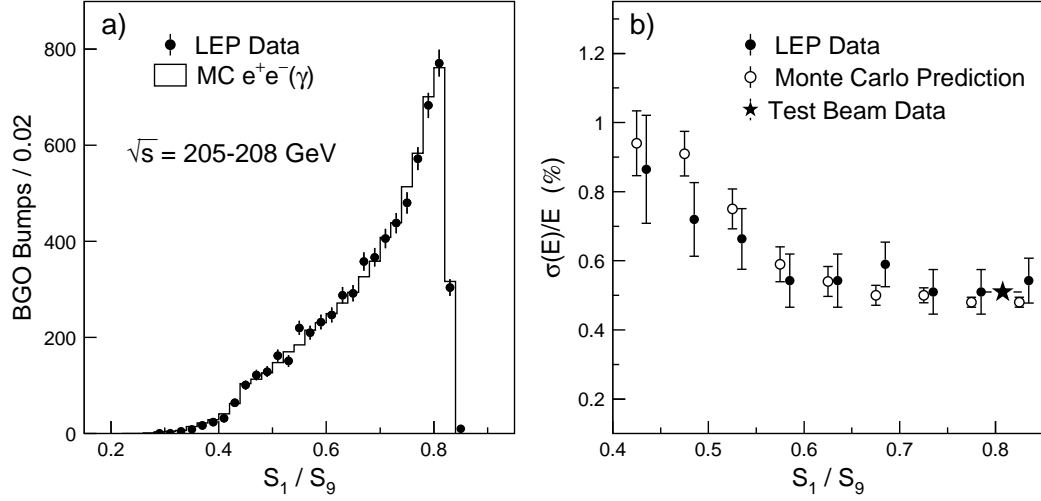 a)
LEP Data
MC e⁺e⁻(γ)
√s = 205-208 GeV
BGO Bumps / 0.02
800
600
400
200
0
0.2 0.4 0.6 0.8
S₁ / S₉
b)
LEP Data
Monte Carlo Prediction
Test Beam Data
σ(E)/E (%)
1.2
1
0.8
0.6
0.4
0.2
0.4 0.5 0.6 0.7 0.8
S₁ / S₉